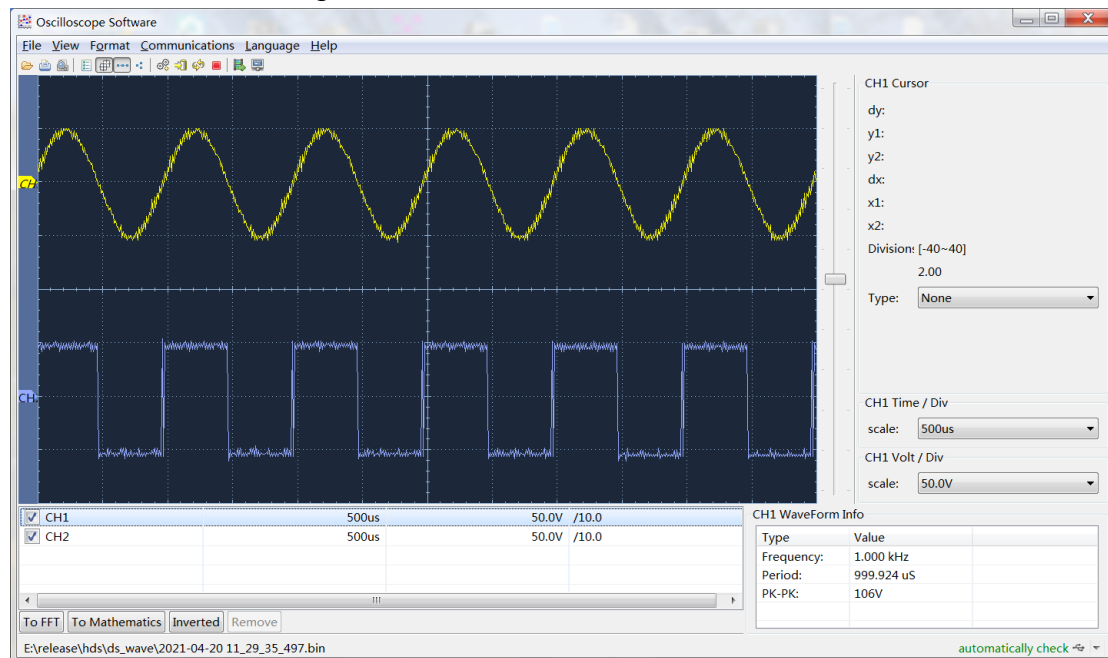 Oscilloscope Software
File View Format Communications Language Help
CH1 Cursor
dy:
y1:
y2:
dx:
x1:
x2:
Division: [-40~40]
2.00
Type: None
CH
CH
CH1 Time / Div
scale: 500us
CH1 Volt / Div
scale: 50.0V
CH1 500us 50.0V /10.0
CH2 500us 50.0V /10.0
CH1 WaveForm Info
Type Value
Frequency: 1.000 kHz
Period: 999.924 uS
PK-PK: 106V
To FFT To Mathematics Inverted Remove
E:\release\hds\ds_wave\2021-04-20 11_29_35_497.bin
automatically check